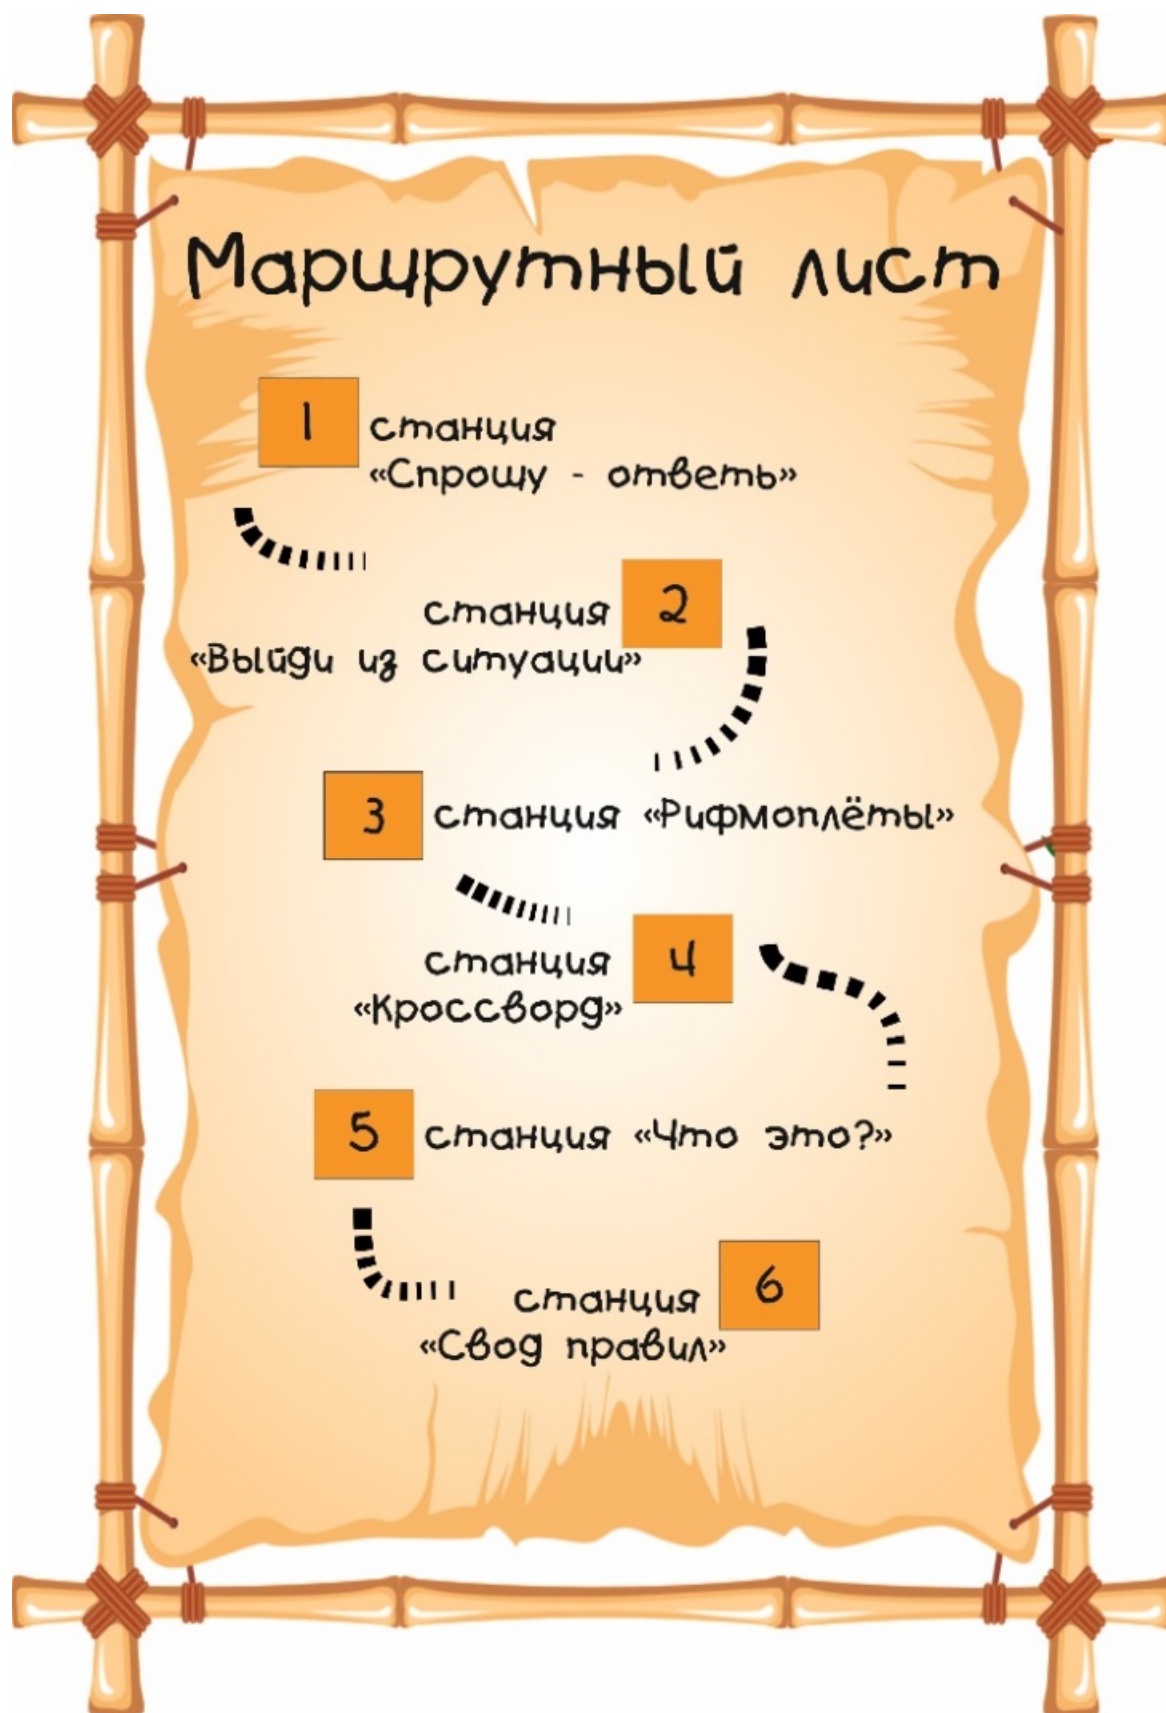 Маршрутный лист
1 станция
«Спрошу - ответь»
станция 2
«Выйди из ситуации»
3 станция «Рифмоплёты»
станция 4
«Кроссворд»
5 станция «Что это?»
станция 6
«Свод правил»